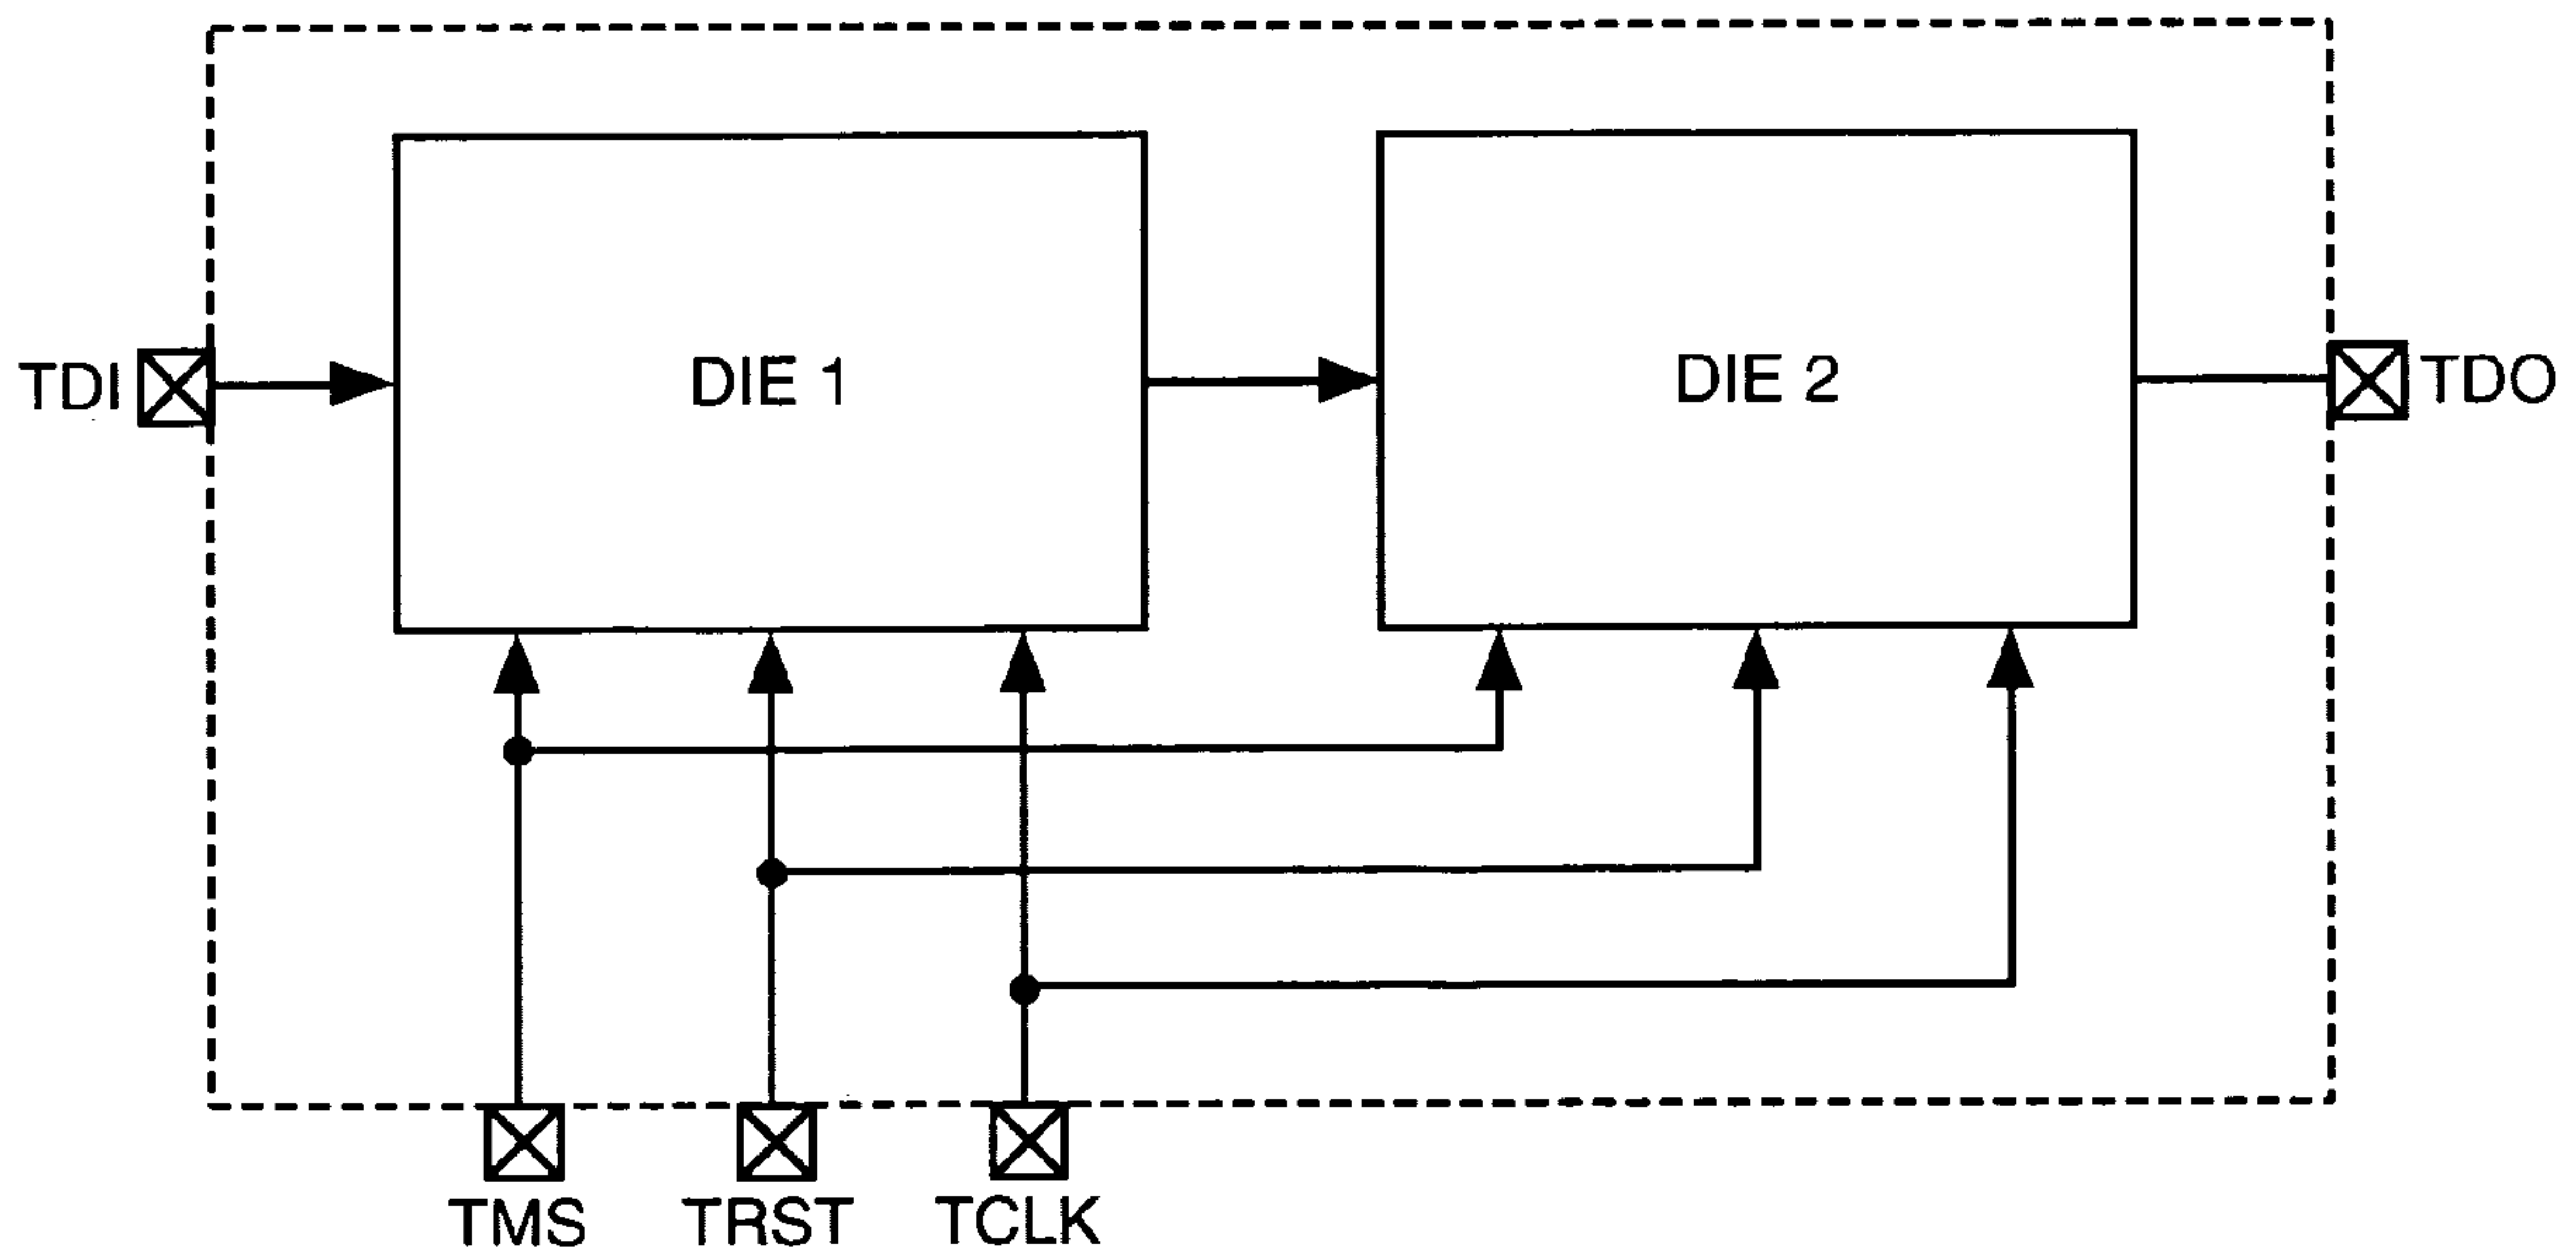 TDI
DIE 1
DIE 2
TDO
TMS
TRST
TCLK